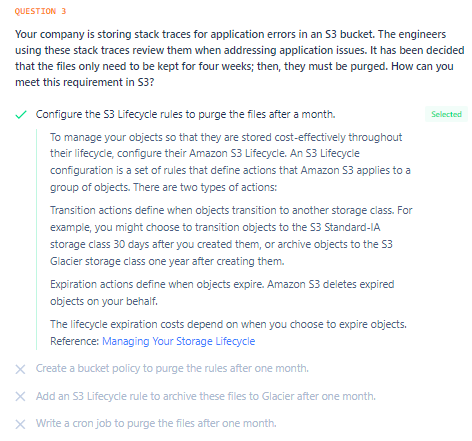 QUESTION 3
Your company is storing stack traces for application errors in an S3 bucket. The engineers
using these stack traces review them when addressing application issues. It has been decided
that the files only need to be kept for four weeks; then, they must be purged. How can you
meet this requirement in S3?
Configure the S3 Lifecycle rules to purge the files after a month.
Selected
To manage your objects so that they are stored cost-effectively throughout
their lifecycle, configure their Amazon S3 Lifecycle. An S3 Lifecycle
configuration is a set of rules that define actions that Amazon S3 applies to a
group of objects. There are two types of actions:
Transition actions define when objects transition to another storage class. For
example, you might choose to transition objects to the S3 Standard-IA
storage class 30 days after you created them, or archive objects to the S3
Glacier storage class one year after creating them.
Expiration actions define when objects expire. Amazon S3 deletes expired
objects on your behalf.
The lifecycle expiration costs depend on when you choose to expire objects.
Reference: Managing Your Storage Lifecycle
Create a bucket policy to purge the rules after one month.
Add an S3 Lifecycle rule to archive these files to Glacier after one month.
Write a cron job to purge the files after one month.